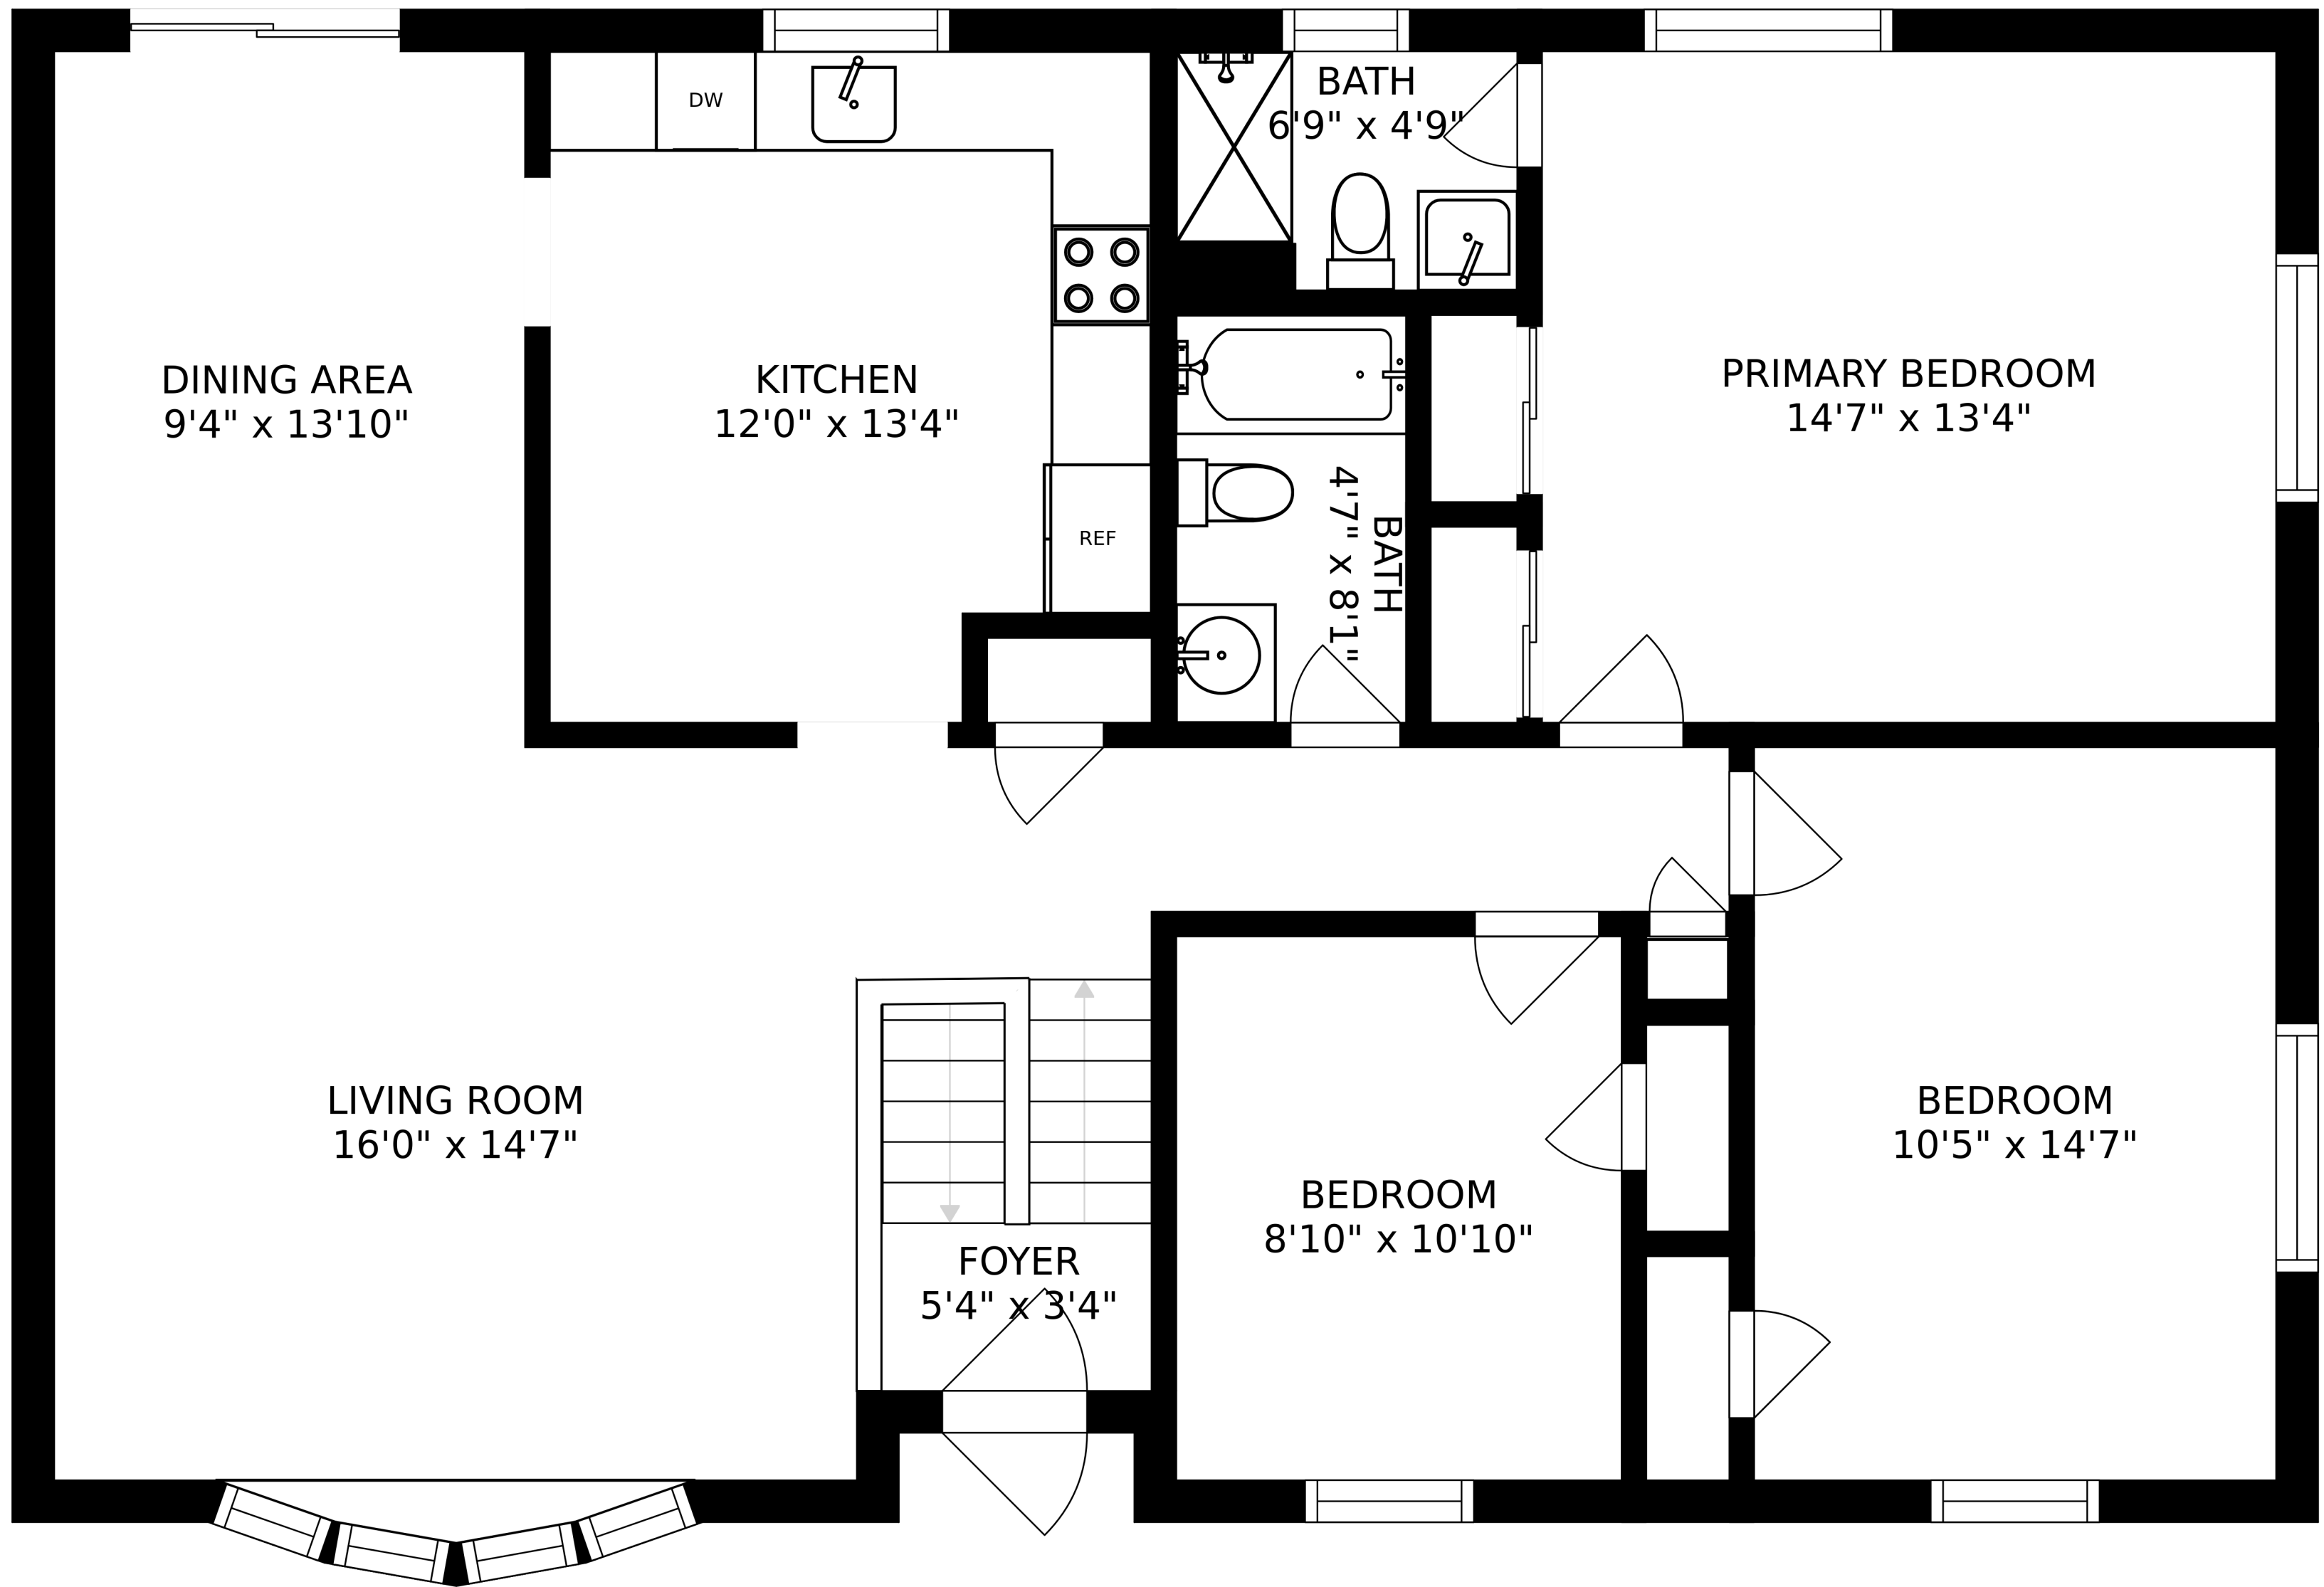 DW
BATH
6'9" x 4'9"
DINING AREA
9'4" x 13'10"
KITCHEN
12'0" x 13'4"
PRIMARY BEDROOM
14'7" x 13'4"
REF
BATH
4'7" x 8'1"
LIVING ROOM
16'0" x 14'7"
BEDROOM
10'5" x 14'7"
BEDROOM
8'10" x 10'10"
FOYER
5'4" x 3'4"